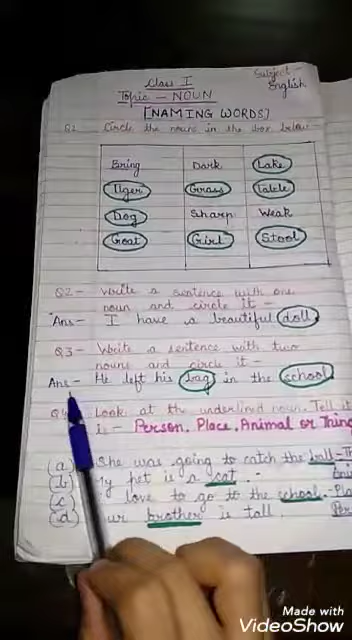 Class I
Subject - English
Topic - NOUN
[NAMING WORDS]
Q1 Circle the nouns in the box below
Bring Dark Lake
Tiger Grass Table
Dog Sharp Weak
Goat Girl Stool
Q2- Write a sentence with one
noun and circle it -
Ans- I have a beautiful doll
Q3- Write a sentence with two
nouns and circle it -
Ans- He left his bag in the school
Look at the underlined noun. Tell it
is - Person, Place, Animal or Thing
(a) She was going to catch the ball - Th
(b) My pet is a cat. -
(c) love to go to the school - Pla
(d) ur brother is tall
Made with
VideoShow